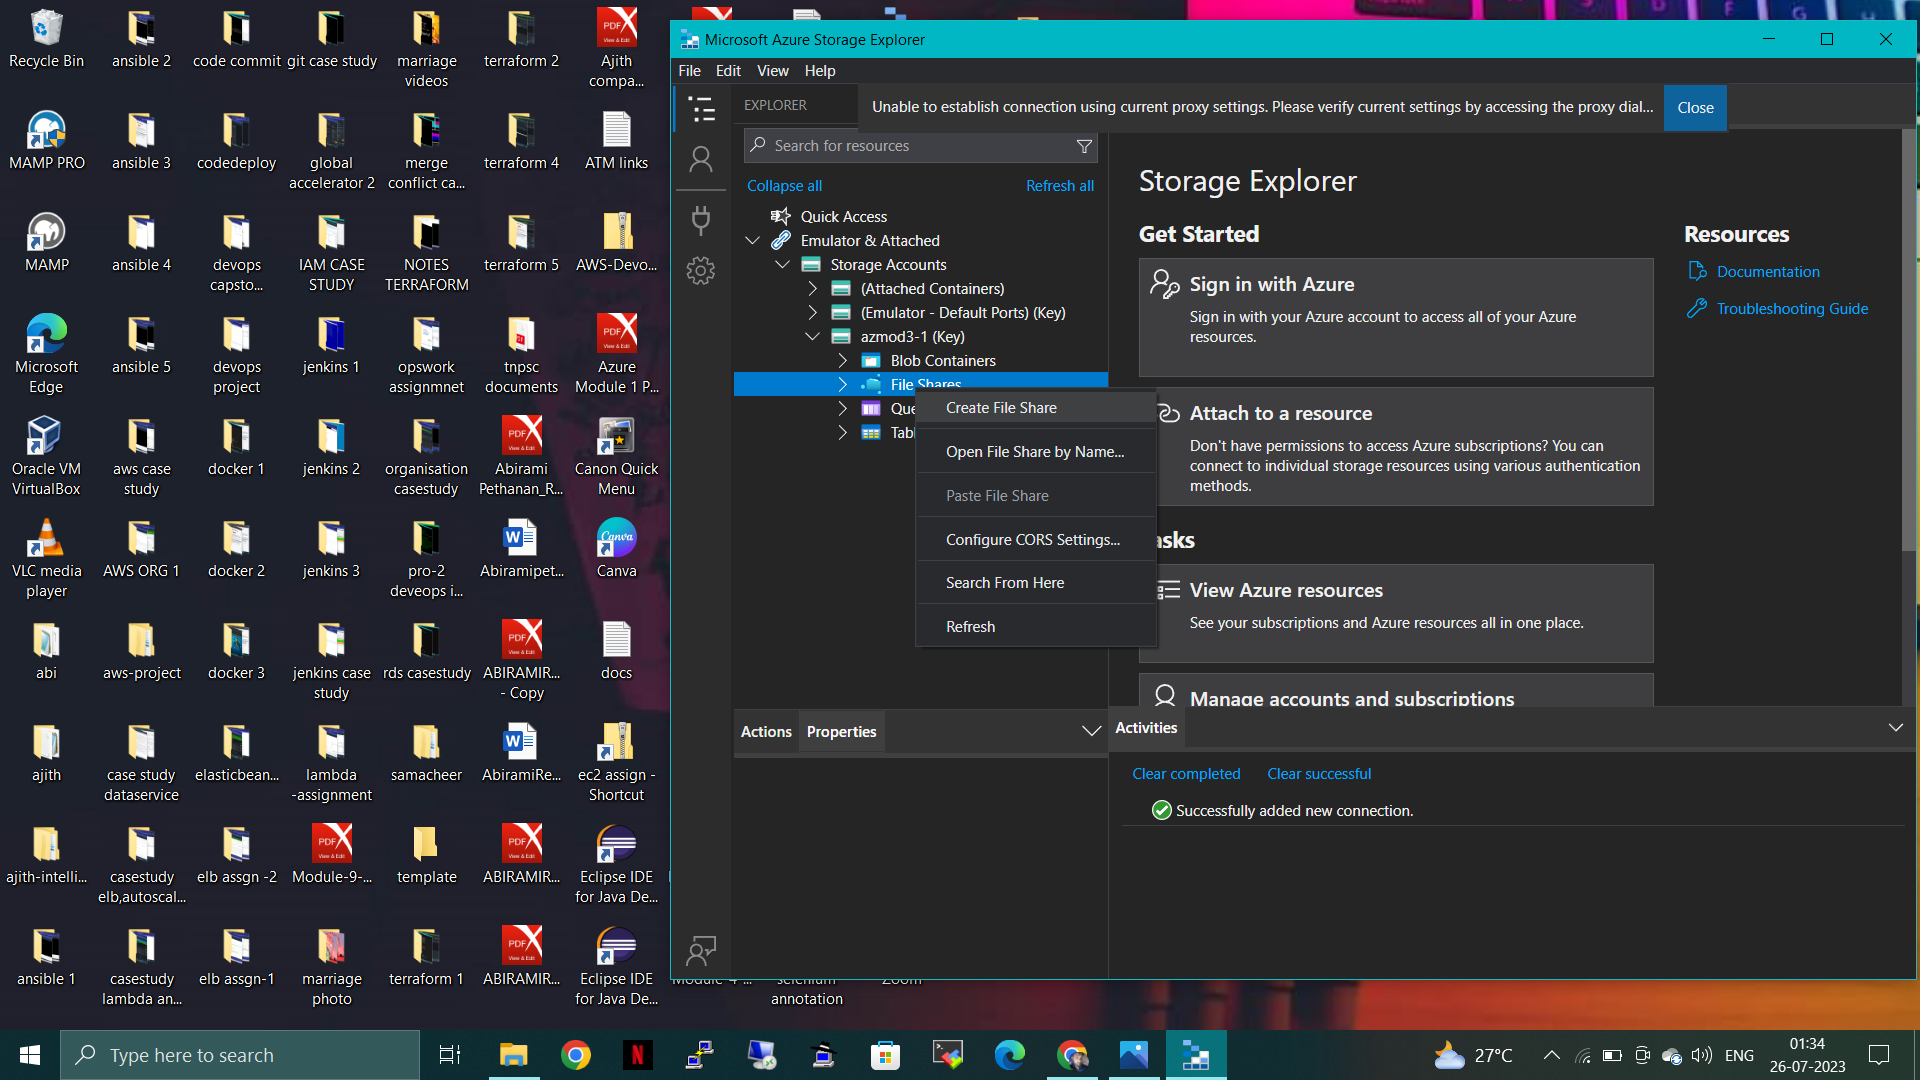 Recycle Bin
ansible 2
code commit
git case study
marriage
videos
terraform 2
Ajith
compa...
MAMP PRO
ansible 3
codedeploy
global
accelerator 2
merge
conflict ca...
terraform 4
ATM links
MAMP
ansible 4
devops
capsto...
IAM CASE
STUDY
NOTES
TERRAFORM
terraform 5
AWS-Devo...
Microsoft
Edge
ansible 5
devops
project
jenkins 1
opswork
assignmnet
tnpsc
documents
Azure
Module 1 P...
Oracle VM
VirtualBox
aws case
study
docker 1
jenkins 2
organisation
casestudy
Abirami
Pethanan_R...
Canon Quick
Menu
VLC media
player
AWS ORG 1
docker 2
jenkins 3
pro-2
deveops i...
Abiramipet...
Canva
abi
aws-project
docker 3
jenkins case
study
rds casestudy
ABIRAMIR...
- Copy
docs
ajith
case study
dataservice
elasticbean...
lambda
-assignment
samacheer
AbiramiRe...
ec2 assign -
Shortcut
ajith-intelli...
casestudy
elb,autoscal...
elb assgn -2
Module-9-...
template
ABIRAMIR...
Eclipse IDE
for Java De...
ansible 1
casestudy
lambda an...
elb assgn-1
marriage
photo
terraform 1
ABIRAMIR...
Eclipse IDE
for Java De...
selenium
annotation
Zoom
Microsoft Azure Storage Explorer
File Edit View Help
EXPLORER
Unable to establish connection using current proxy settings. Please verify current settings by accessing the proxy dial...
Close
Search for resources
Collapse all
Refresh all
Quick Access
Emulator & Attached
Storage Accounts
(Attached Containers)
(Emulator - Default Ports) (Key)
azmod3-1 (Key)
Blob Containers
File Shares
Que
Tabl
Create File Share
Open File Share by Name...
Paste File Share
Configure CORS Settings...
Search From Here
Refresh
Storage Explorer
Get Started
Sign in with Azure
Sign in with your Azure account to access all of your Azure
resources.
Attach to a resource
Don't have permissions to access Azure subscriptions? You can
connect to individual storage resources using various authentication
methods.
asks
View Azure resources
See your subscriptions and Azure resources all in one place.
Manage accounts and subscriptions
Resources
Documentation
Troubleshooting Guide
Actions
Properties
Activities
Clear completed
Clear successful
Successfully added new connection.
Type here to search
27°C
ENG
01:34
26-07-2023